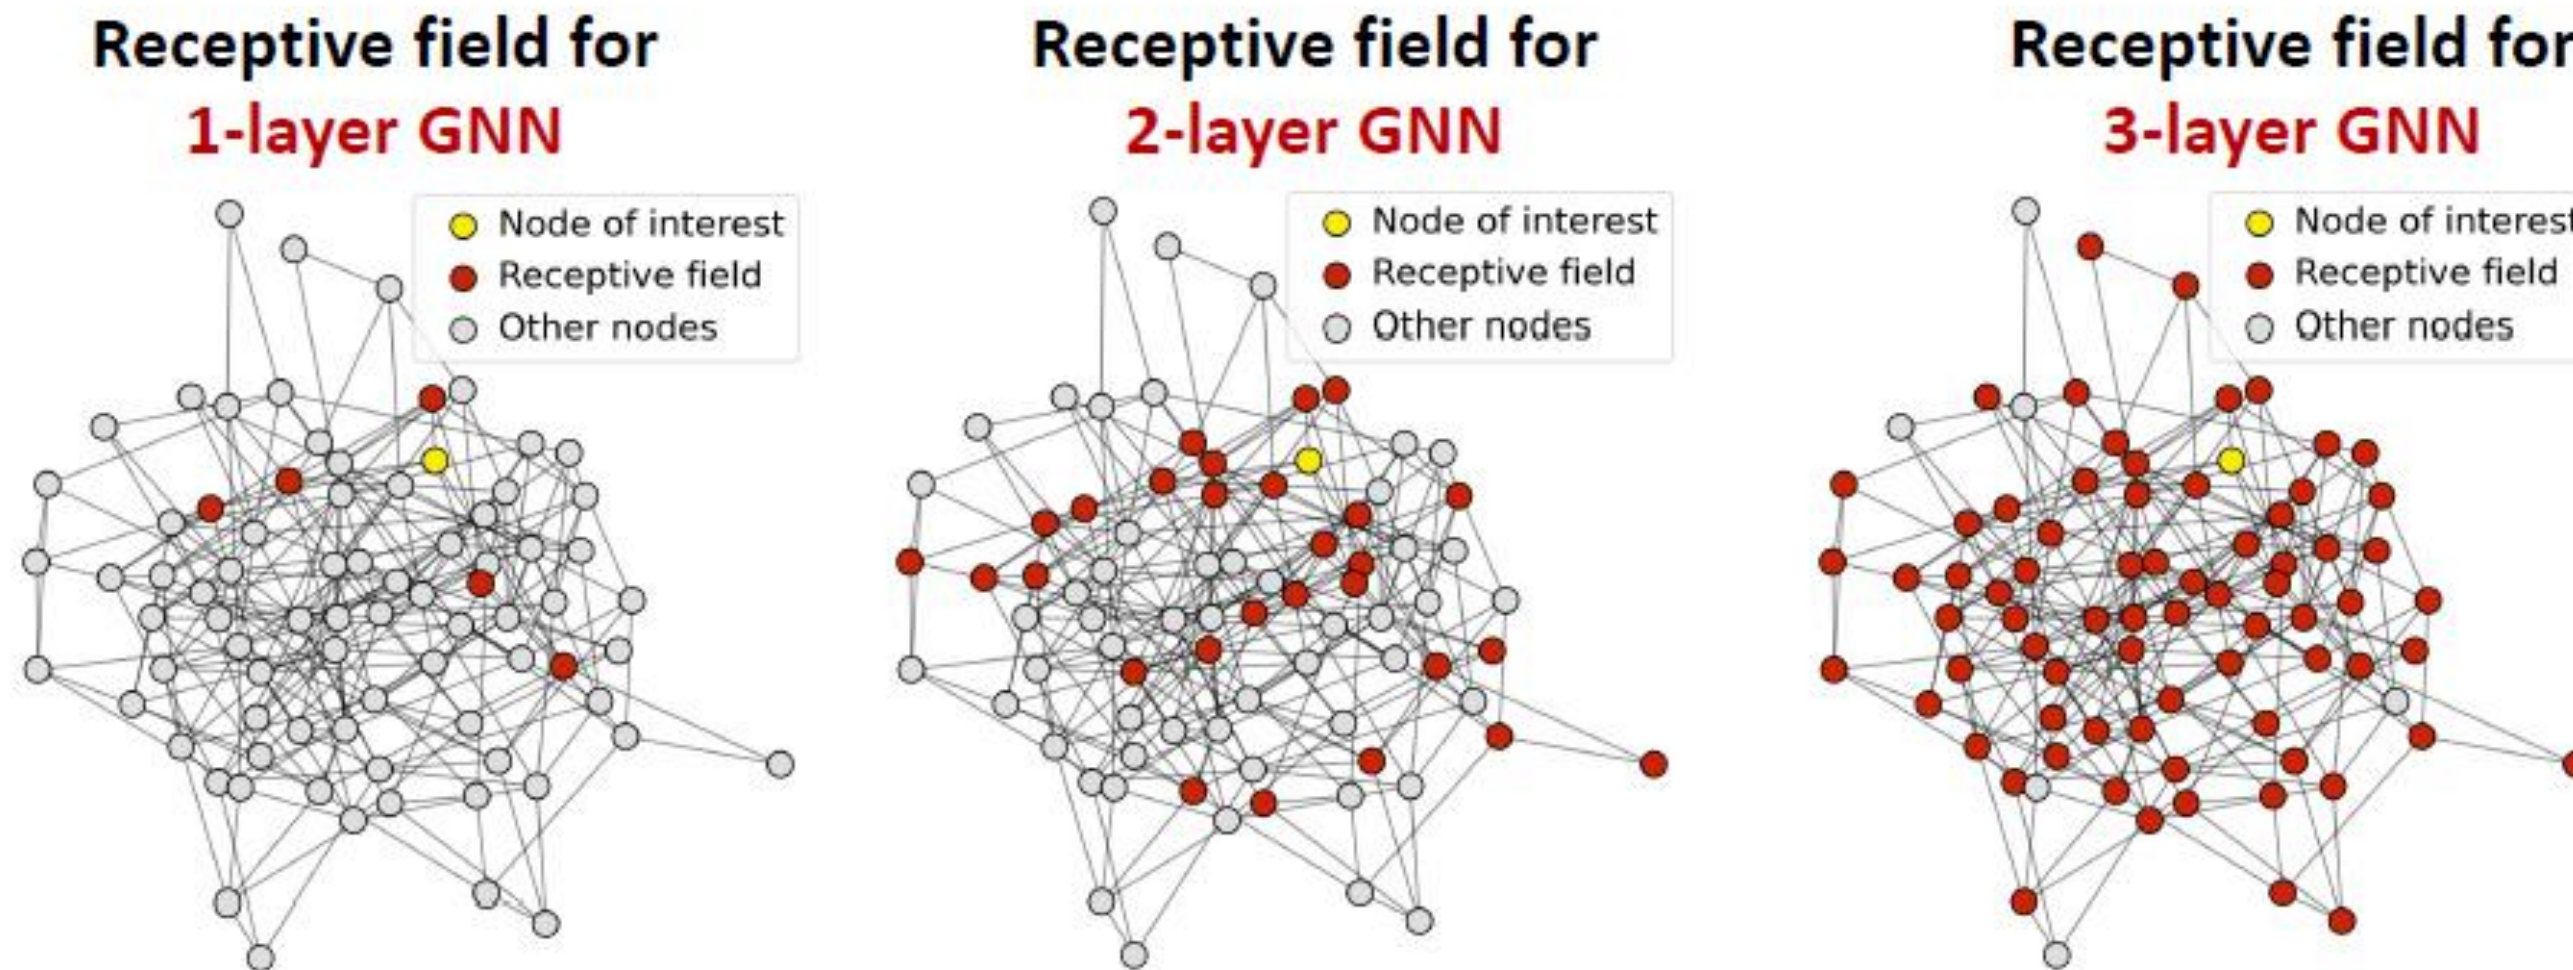 Receptive field for
1-layer GNN
Node of interest
Receptive field
Other nodes
Receptive field for
2-layer GNN
Node of interest
Receptive field
Other nodes
Receptive field for
3-layer GNN
Node of interest
Receptive field
Other nodes